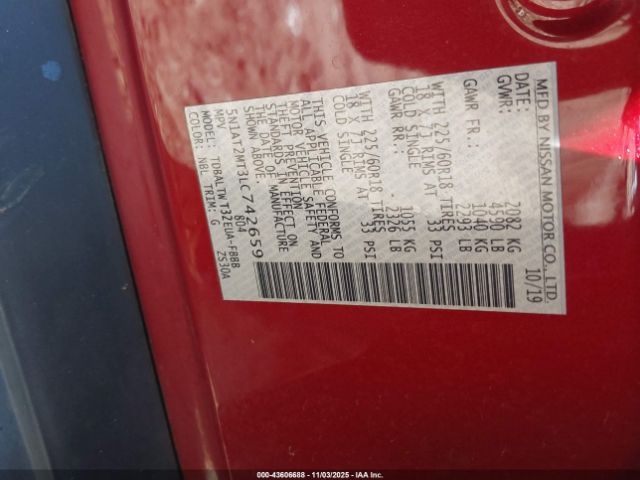 MFD BY NISSAN MOTOR CO.,LTD.
DATE: 10/19
GVWR: 2082 KG
4590 LB
GAWR FR.: 1040 KG
2293 LB
WITH 225/60R18 TIRES
18 X 7J RIMS AT 33 PSI
COLD SINGLE
GAWR RR.: 1055 KG
2326 LB
WITH 225/60R18 TIRES
18 X 7J RIMS AT 33 PSI
COLD SINGLE
THIS VEHICLE CONFORMS TO
ALL APPLICABLE FEDERAL
MOTOR VEHICLE SAFETY AND
THEFT PREVENTION
STANDARDS IN EFFECT ON
THE DATE OF MANUFACTURE
SHOWN ABOVE.
5N1AT2MT3LC742659
MPV 804
COLOR: NBL TRIM: G ZS30A
000-43606688 - 11/03/2025 - IAA Inc.